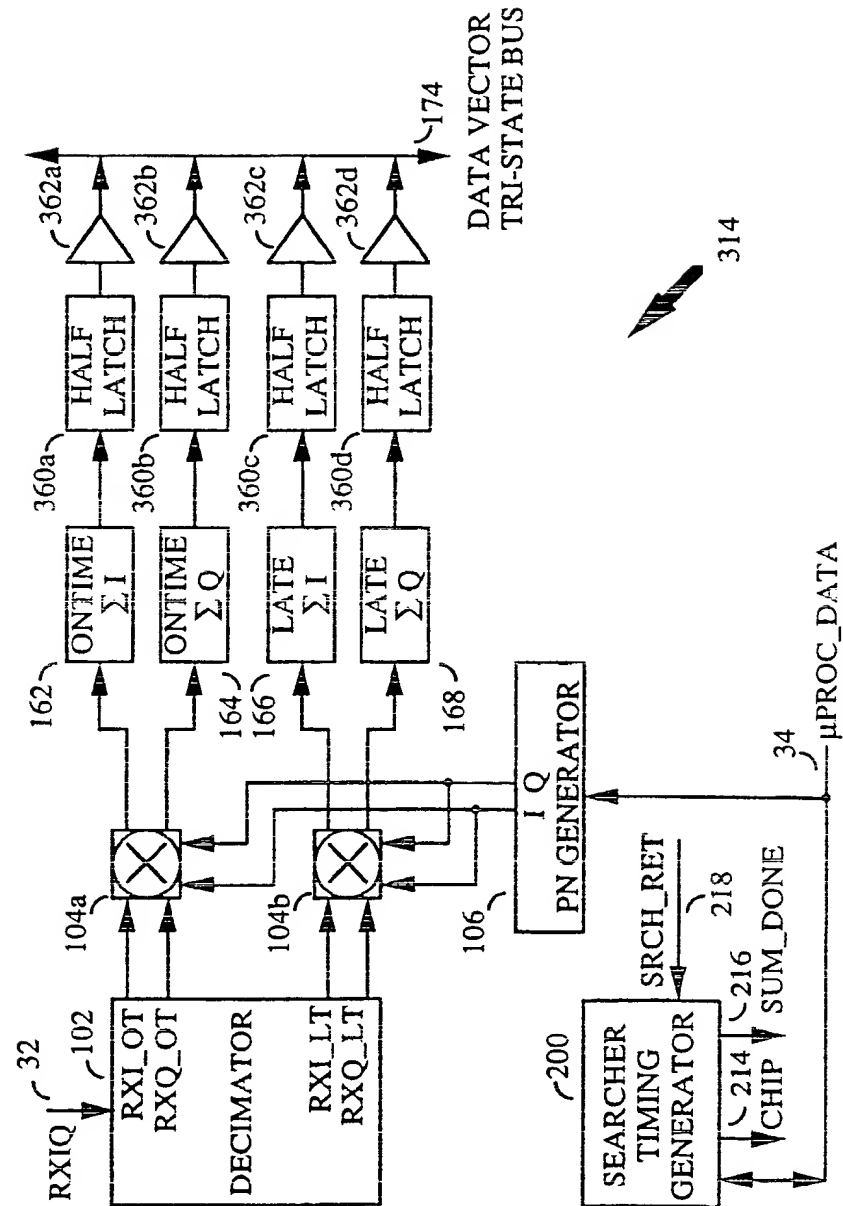 RXIQ
32
102
RXI_OT
RXQ_OT
RXI_LT
RXQ_LT
DECIMATOR
104a
104b
162
ONTIME
Σ I
164
ONTIME
Σ Q
166
LATE
Σ I
168
LATE
Σ Q
360a
HALF
LATCH
360b
HALF
LATCH
360c
HALF
LATCH
360d
HALF
LATCH
362a
362b
362c
362d
174
DATA VECTOR
TRI-STATE BUS
106
I Q
PN GENERATOR
200
SEARCHER
TIMING
GENERATOR
SRCH_RET
218
214
CHIP
216
SUM_DONE
34
µPROC_DATA
314